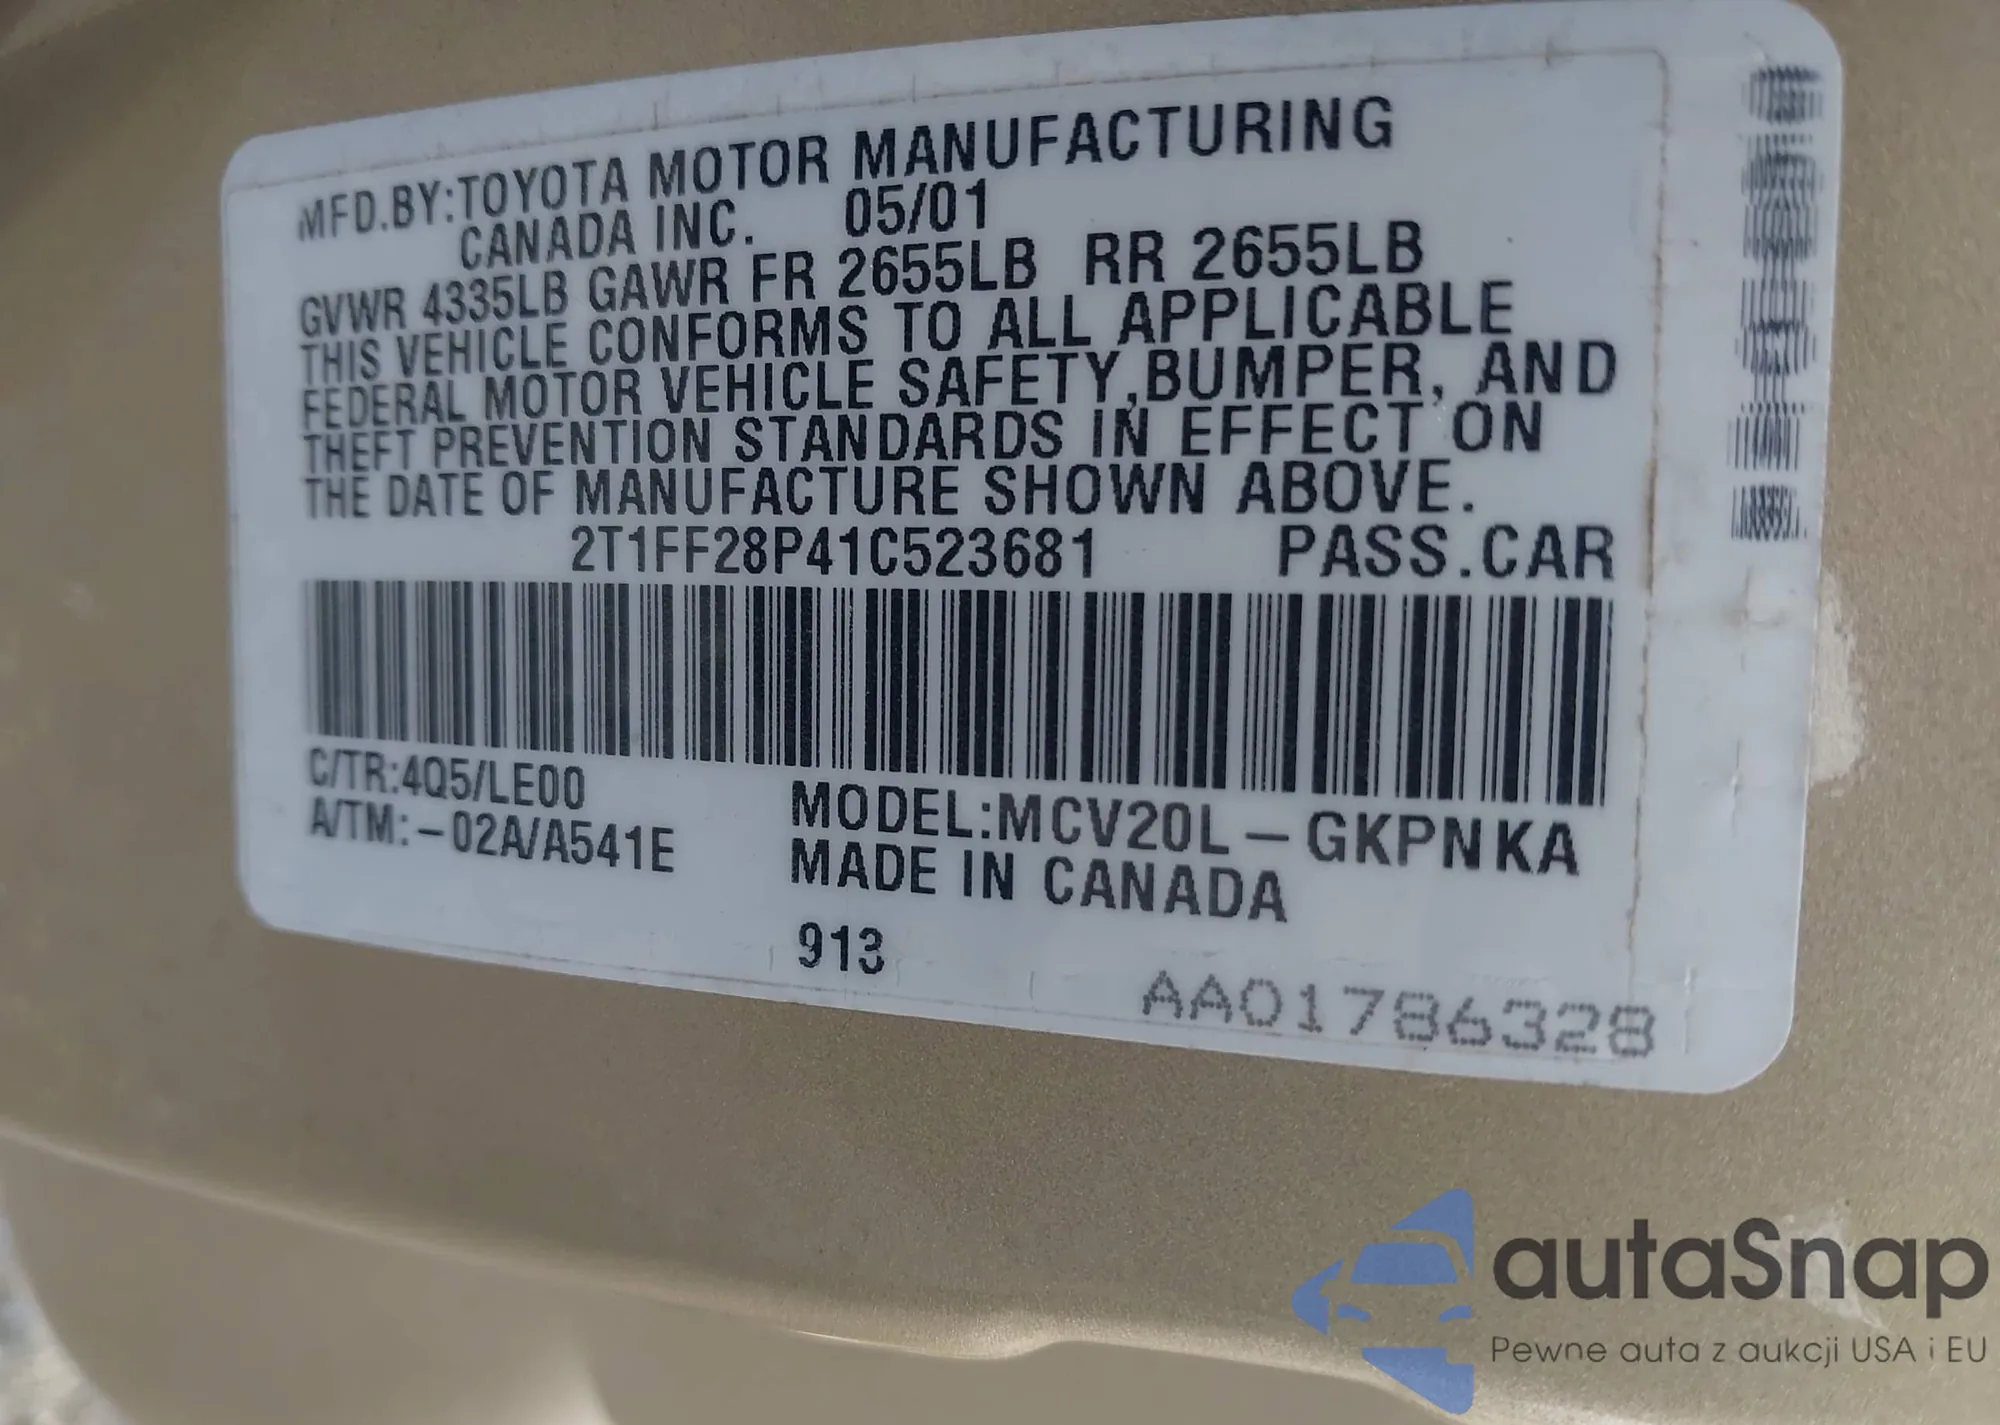 MFD.BY:TOYOTA MOTOR MANUFACTURING
CANADA INC. 05/01
GVWR 4335LB GAWR FR 2655LB RR 2655LB
THIS VEHICLE CONFORMS TO ALL APPLICABLE
FEDERAL MOTOR VEHICLE SAFETY,BUMPER, AND
THEFT PREVENTION STANDARDS IN EFFECT ON
THE DATE OF MANUFACTURE SHOWN ABOVE.
2T1FF28P41C523681 PASS.CAR
C/TR:4Q5/LE00
A/TM:-02A/A541E
MODEL:MCV20L-GKPNKA
MADE IN CANADA
913
AA01786328
autaSnap
Pewne auta z aukcji USA i EU